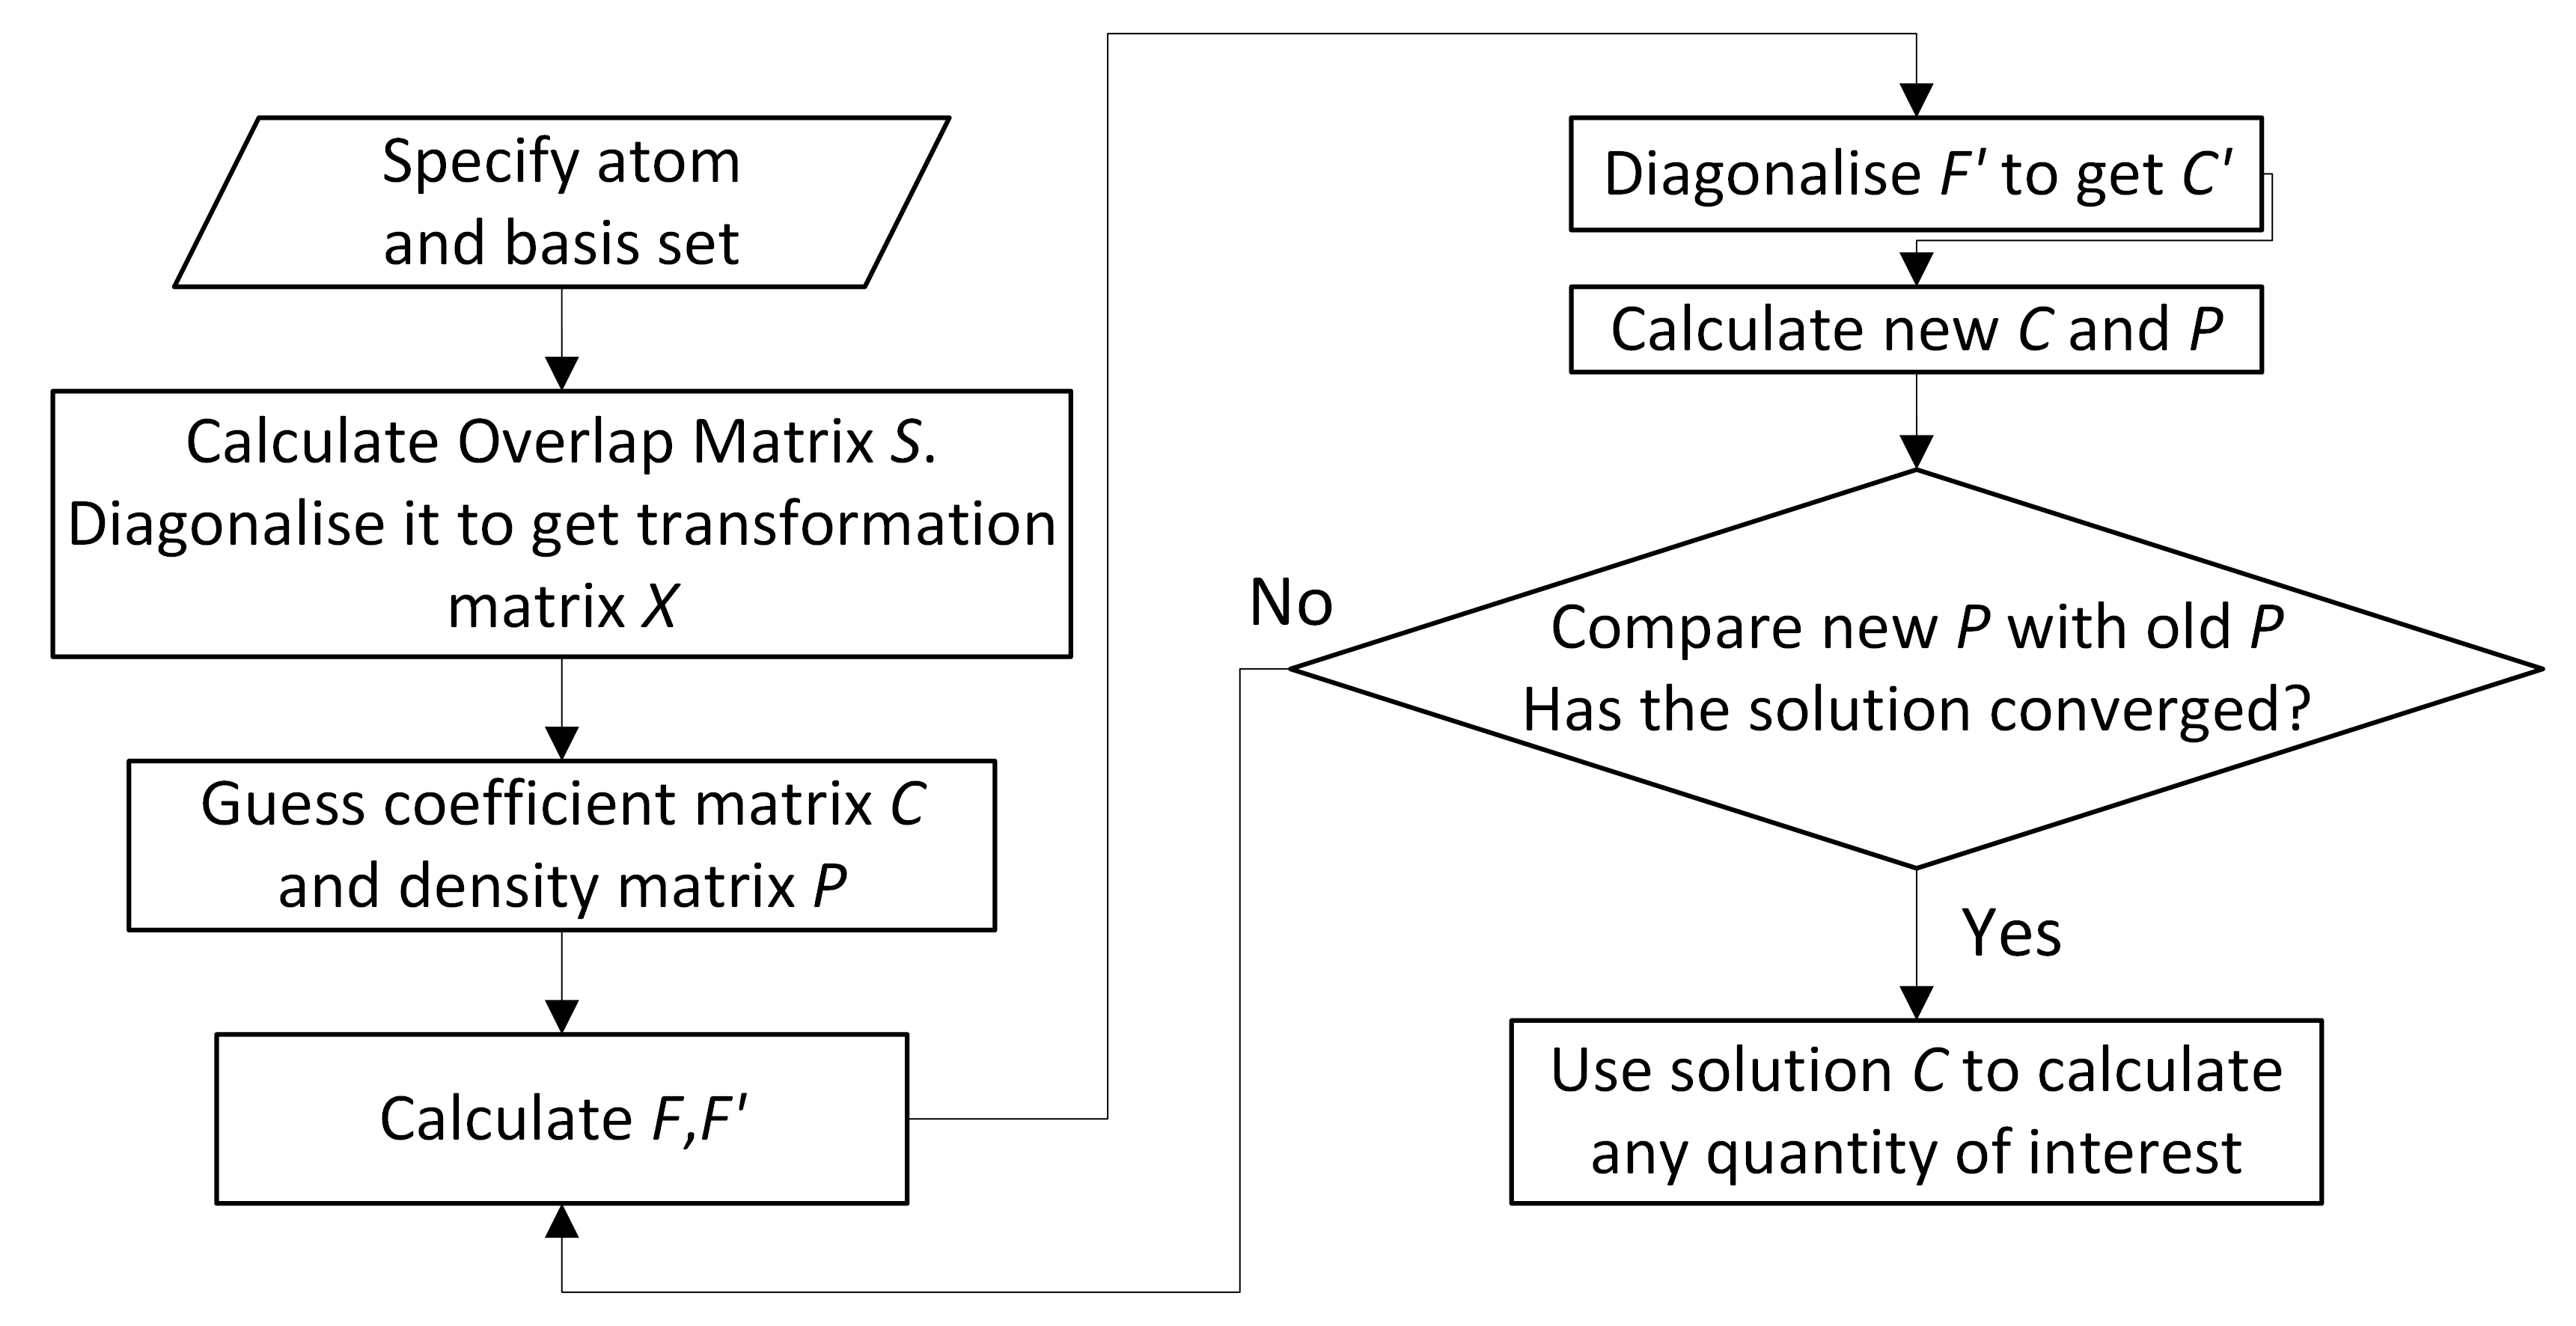 Specify atom
and basis set
Calculate Overlap Matrix S.
Diagonalise it to get transformation
matrix X
Guess coefficient matrix C
and density matrix P
Calculate F,F'
Diagonalise F' to get C'
Calculate new C and P
Compare new P with old P
Has the solution converged?
No
Yes
Use solution C to calculate
any quantity of interest